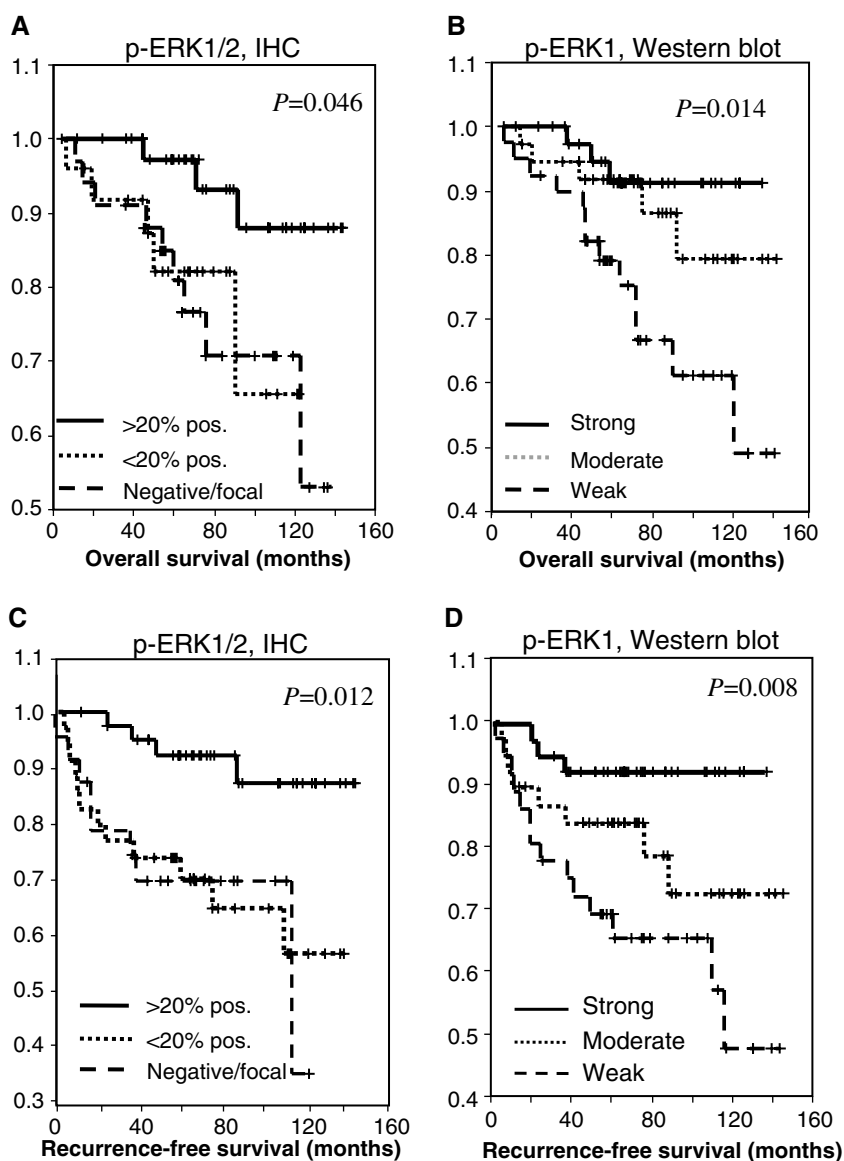 A
p-ERK1/2, IHC
P=0.046
1.1
1.0
0.9
0.8
0.7
0.6
0.5
>20% pos.
<20% pos.
Negative/focal
0 40 80 120 160
Overall survival (months)
B
p-ERK1, Western blot
P=0.014
1.1
1.0
0.9
0.8
0.7
0.6
0.5
0.4
Strong
Moderate
Weak
0 40 80 120 160
Overall survival (months)
C
p-ERK1/2, IHC
P=0.012
1.1
1.0
0.9
0.8
0.7
0.6
0.5
0.4
0.3
>20% pos.
<20% pos.
Negative/focal
0 40 80 120 160
Recurrence-free survival (months)
D
p-ERK1, Western blot
P=0.008
1.1
1.0
0.9
0.8
0.7
0.6
0.5
0.4
Strong
Moderate
Weak
0 40 80 120 160
Recurrence-free survival (months)